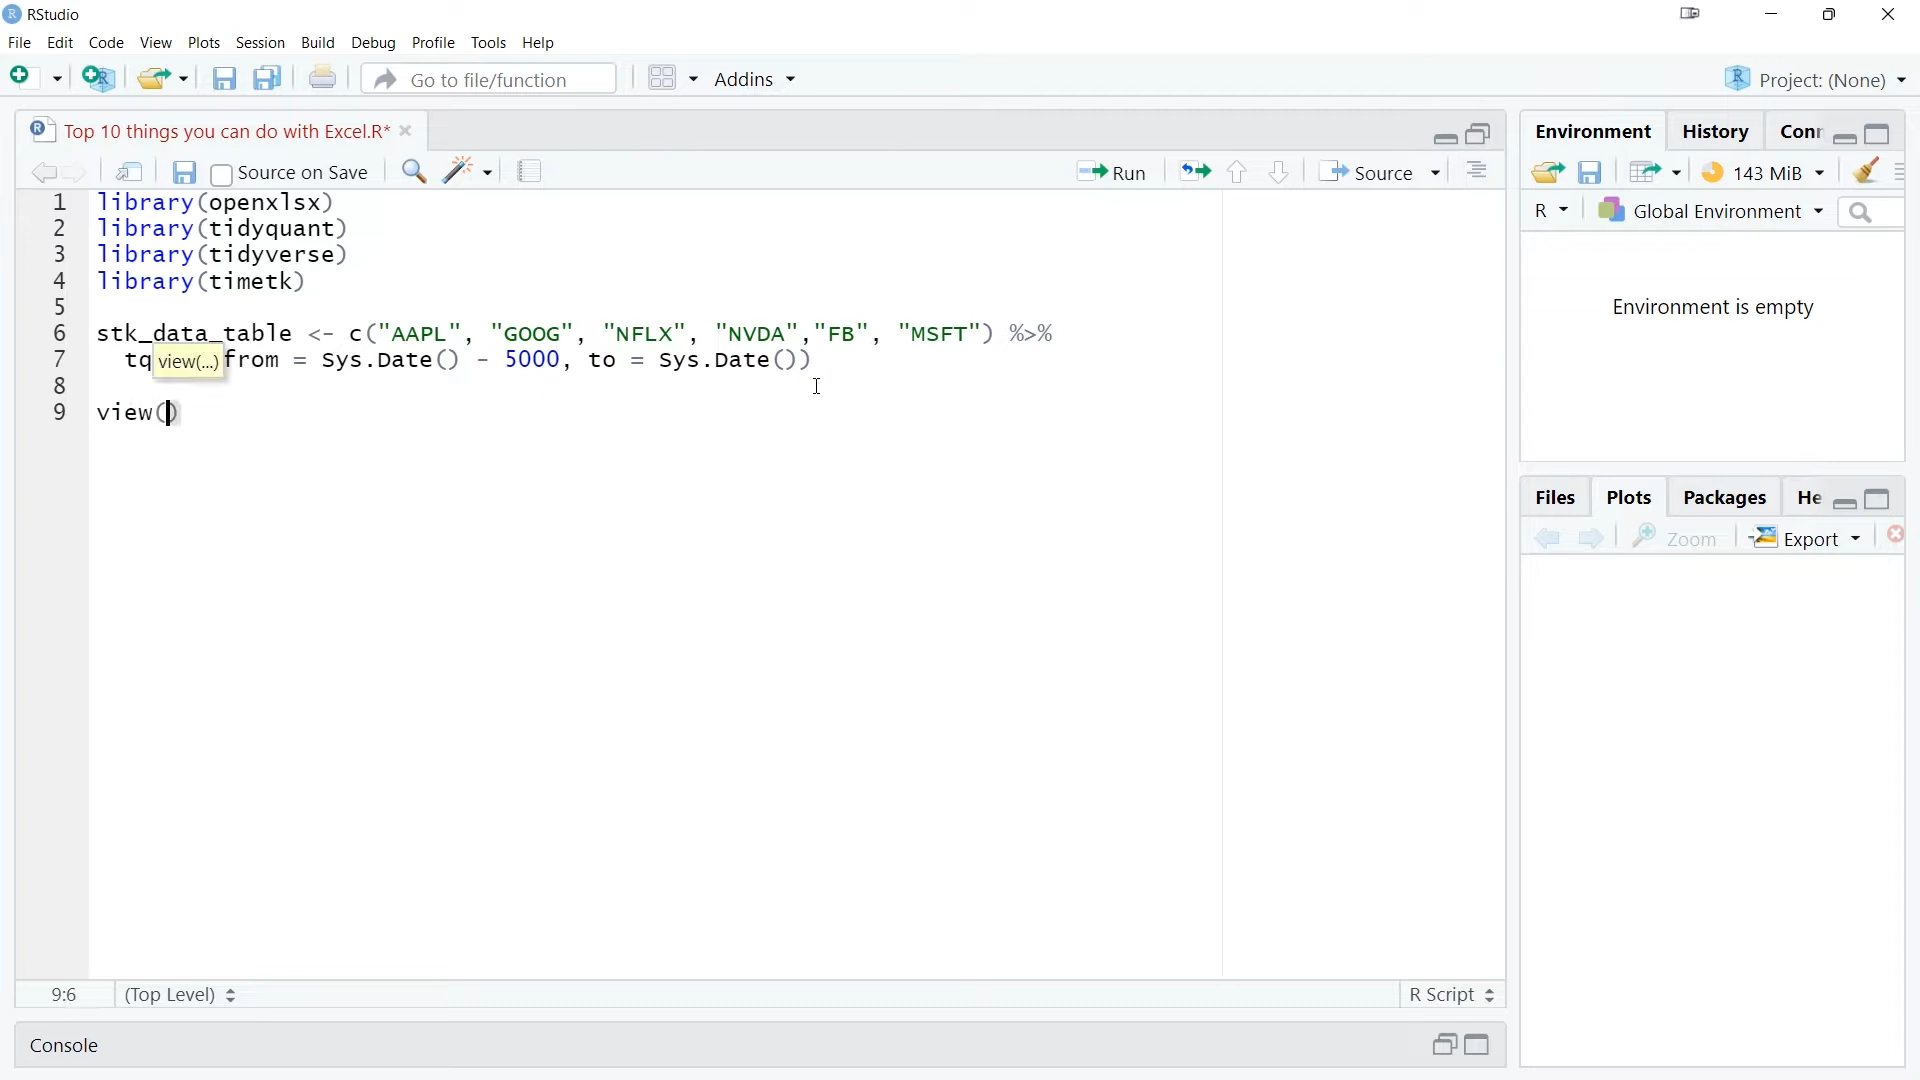 RStudio
File Edit Code View Plots Session Build Debug Profile Tools Help
Go to file/function Addins Project: (None)
Top 10 things you can do with Excel.R*
Source on Save Run Source
1 library(openxlsx)
2 library(tidyquant)
3 library(tidyverse)
4 library(timetk)
5
6 stk_data_table <- c("AAPL", "GOOG", "NFLX", "NVDA","FB", "MSFT") %>%
7 tq view(...) from = Sys.Date() - 5000, to = Sys.Date())
8
9 view()
9:6 (Top Level) R Script
Console
Environment History Conr
143 MiB
R Global Environment
Environment is empty
Files Plots Packages He
Zoom Export